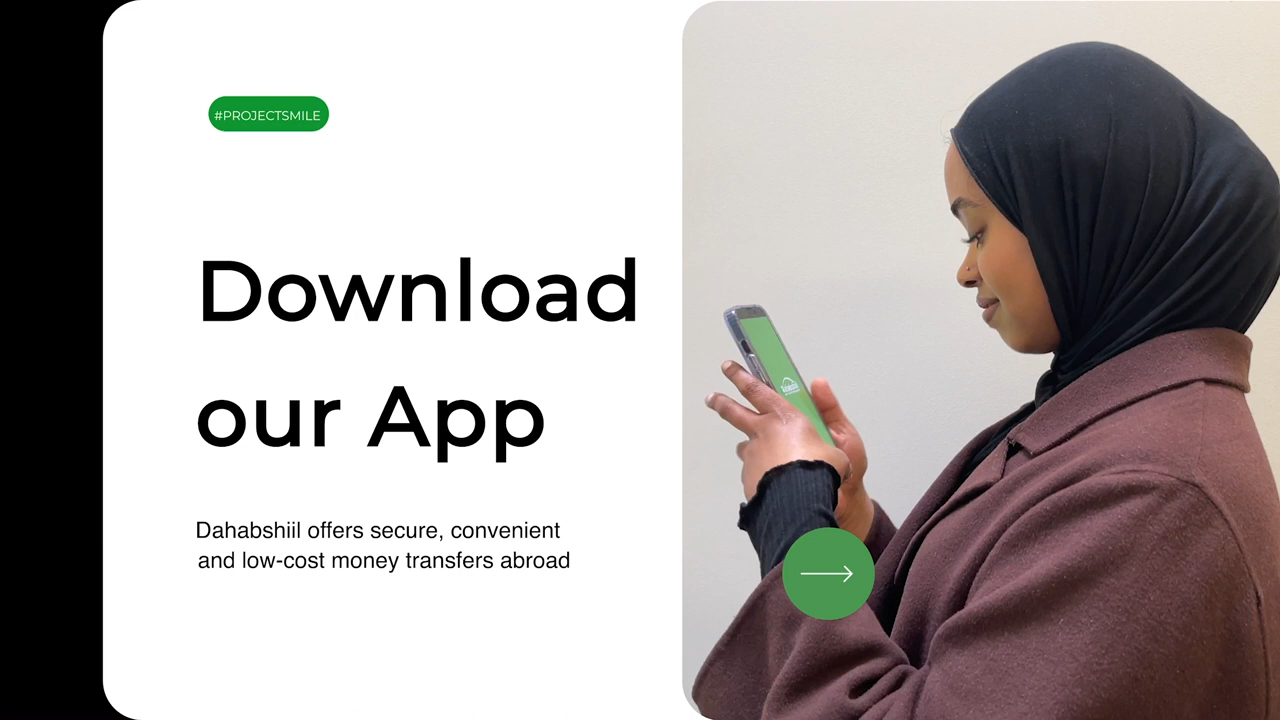 #PROJECTSMILE
Download
our App
Dahabshiil offers secure, convenient
and low-cost money transfers abroad